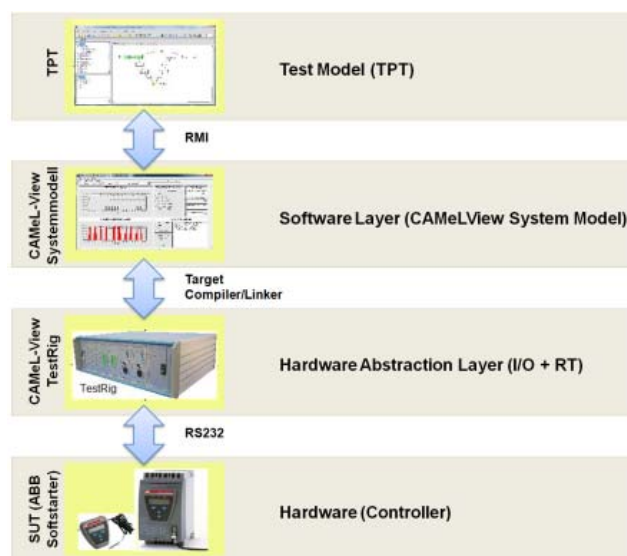 TPT
Test Model (TPT)
RMI
CAMeL-View
Systemmodell
Software Layer (CAMeLView System Model)
Target
Compiler/Linker
CAMeL-View
TestRig
TestRig
Hardware Abstraction Layer (I/O + RT)
RS232
SUT (ABB
Softstarter)
Hardware (Controller)